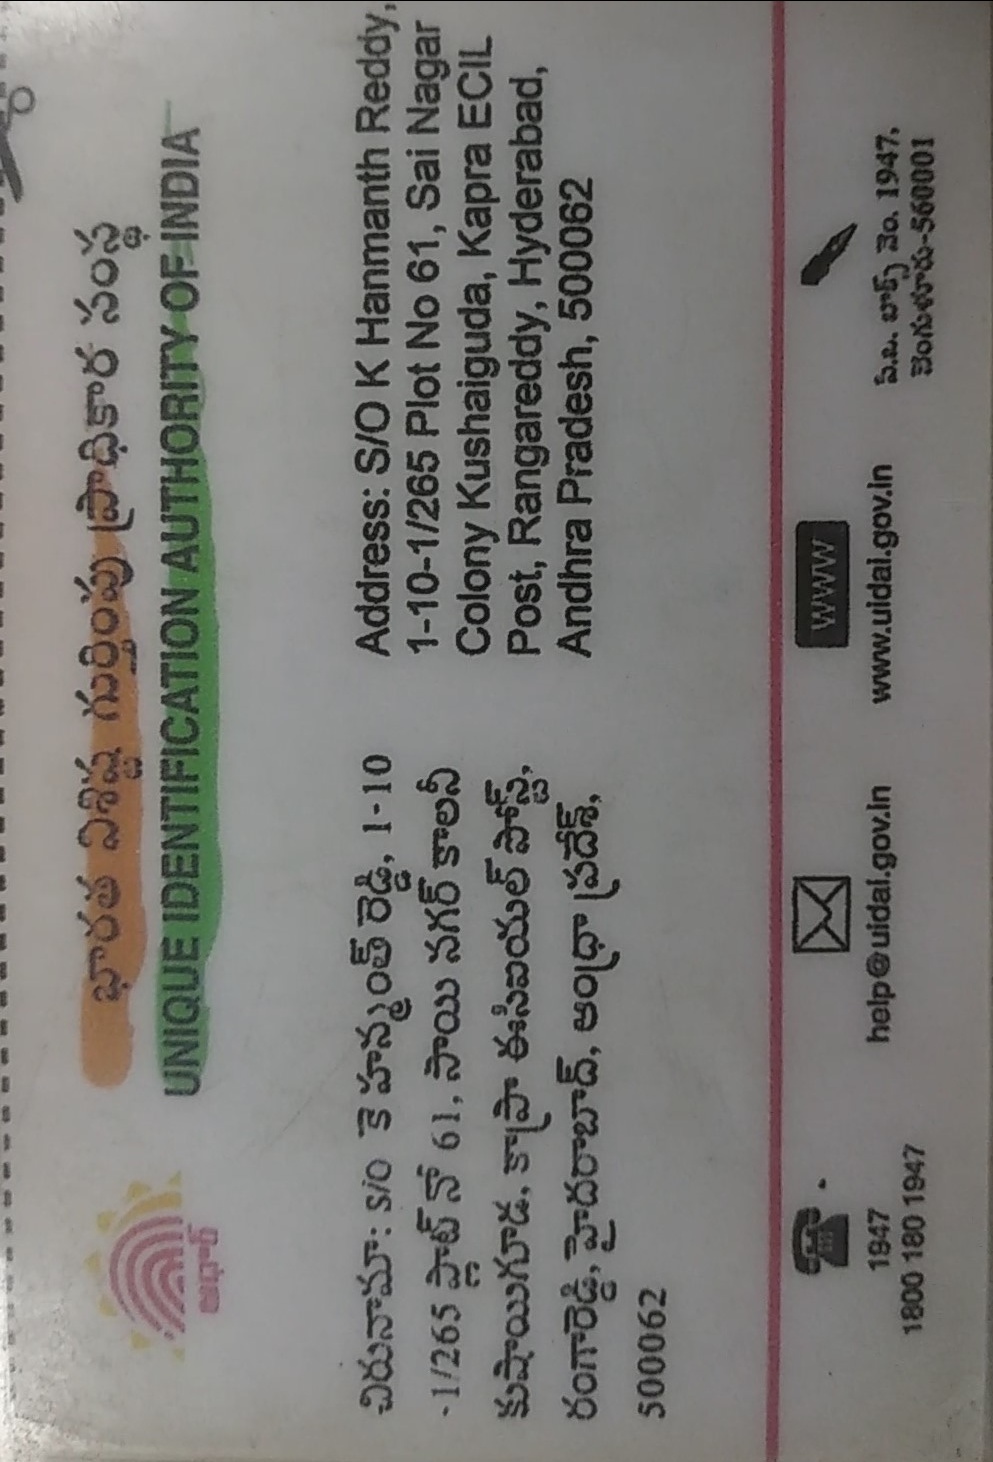 భారత విశిష్ట గుర్తింపు ప్రాధికార సంస్థ
UNIQUE IDENTIFICATION AUTHORITY OF INDIA
ఆధార్
చిరునామా: S/O కె హన్మంత్ రెడ్డి, 1-10
-1/265 ప్లాట్ నో 61, సాయి నగర్ కాలనీ
కుషాయిగూడ, కాప్రా ఈసిఐయల్ పోస్ట్,
రంగారెడ్డి, హైదరాబాద్, ఆంధ్రా ప్రదేశ్,
500062
Address: S/O K Hanmanth Reddy,
1-10-1/265 Plot No 61, Sai Nagar
Colony Kushaiguda, Kapra ECIL
Post, Rangareddy, Hyderabad,
Andhra Pradesh, 500062
1947
1800 180 1947
help@uidai.gov.in
WWW
www.uidai.gov.in
పి.బి. బాక్స్ నెం. 1947,
బెంగుళూరు-560001